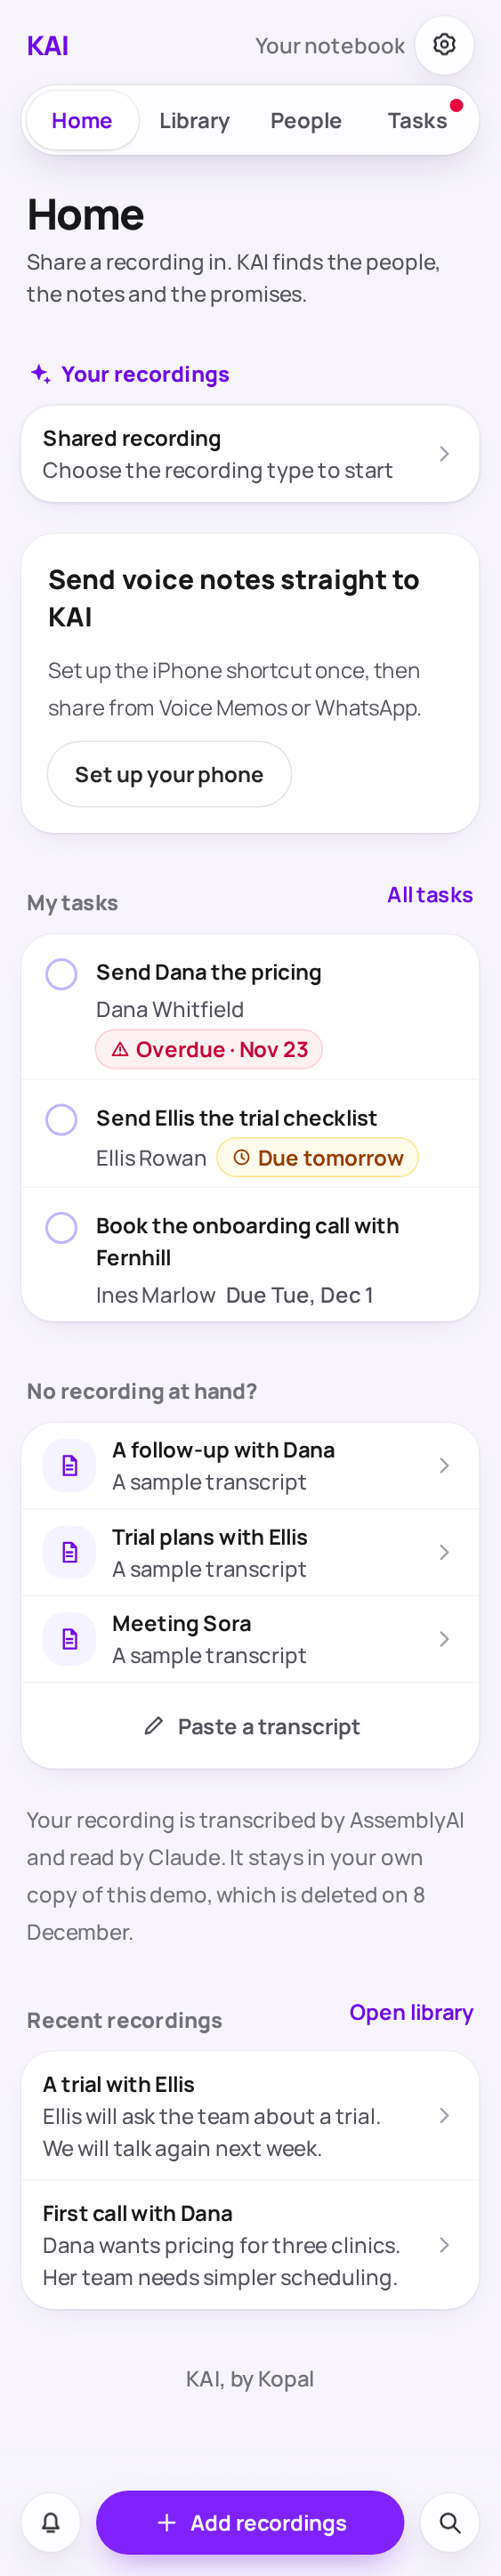 KAI
Your notebook
Home
Library
People
Tasks
Home
Share a recording in. KAI finds the people,
the notes and the promises.
Your recordings
Shared recording
Choose the recording type to start
Send voice notes straight to
KAI
Set up the iPhone shortcut once, then
share from Voice Memos or WhatsApp.
Set up your phone
My tasks
All tasks
Send Dana the pricing
Dana Whitfield
Overdue · Nov 23
Send Ellis the trial checklist
Ellis Rowan
Due tomorrow
Book the onboarding call with
Fernhill
Ines Marlow
Due Tue, Dec 1
No recording at hand?
A follow-up with Dana
A sample transcript
Trial plans with Ellis
A sample transcript
Meeting Sora
A sample transcript
Paste a transcript
Your recording is transcribed by AssemblyAI
and read by Claude. It stays in your own
copy of this demo, which is deleted on 8
December.
Recent recordings
Open library
A trial with Ellis
Ellis will ask the team about a trial.
We will talk again next week.
First call with Dana
Dana wants pricing for three clinics.
Her team needs simpler scheduling.
KAI, by Kopal
Add recordings